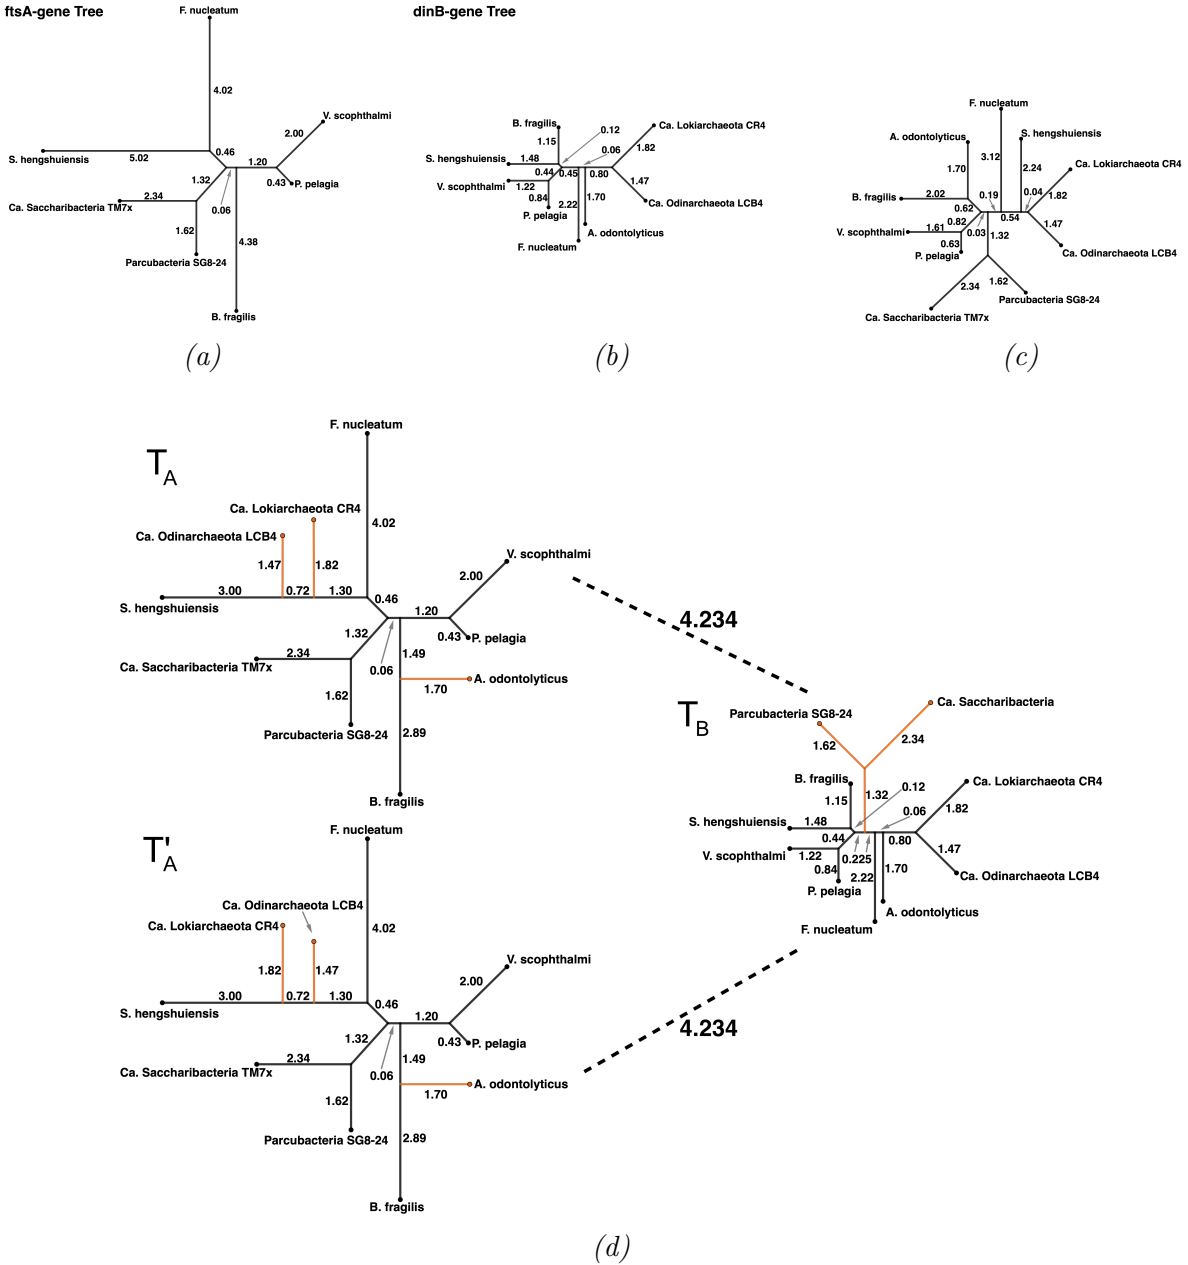 ftsA-gene Tree
F. nucleatum
4.02
V. scophthalmi
2.00
S. hengshuiensis
5.02
0.46
1.20
1.32
0.43
P. pelagia
2.34
Ca. Saccharibacteria TM7x
0.06
1.62
4.38
Parcubacteria SG8-24
B. fragilis
(a)
dinB-gene Tree
B. fragilis
0.12
Ca. Lokiarchaeota CR4
1.15
0.06
1.82
S. hengshuiensis
1.48
0.44
0.45
0.80
V. scophthalmi
1.22
1.47
0.84
2.22
1.70
Ca. Odinarchaeota LCB4
P. pelagia
A. odontolyticus
F. nucleatum
(b)
F. nucleatum
A. odontolyticus
S. hengshuiensis
3.12
1.70
2.24
Ca. Lokiarchaeota CR4
B. fragilis
2.02
0.19
0.04
1.82
0.62
0.54
V. scophthalmi
1.61
0.82
0.03
1.32
1.47
0.63
P. pelagia
Ca. Odinarchaeota LCB4
2.34
1.62
Parcubacteria SG8-24
Ca. Saccharibacteria TM7x
(c)
TA
F. nucleatum
Ca. Lokiarchaeota CR4
4.02
Ca. Odinarchaeota LCB4
V. scophthalmi
1.47
1.82
2.00
3.00
0.72
1.30
0.46
S. hengshuiensis
1.20
1.32
0.43
P. pelagia
2.34
1.49
Ca. Saccharibacteria TM7x
0.06
A. odontolyticus
1.62
1.70
Parcubacteria SG8-24
2.89
B. fragilis
4.234
TB
Parcubacteria SG8-24
Ca. Saccharibacteria
1.62
2.34
B. fragilis
0.12
Ca. Lokiarchaeota CR4
1.15
1.32
0.06
1.82
S. hengshuiensis
1.48
0.44
0.80
V. scophthalmi
1.22
0.225
1.47
0.84
2.22
1.70
Ca. Odinarchaeota LCB4
P. pelagia
A. odontolyticus
F. nucleatum
4.234
T'A
F. nucleatum
Ca. Odinarchaeota LCB4
Ca. Lokiarchaeota CR4
4.02
V. scophthalmi
1.82
1.47
2.00
3.00
0.72
1.30
0.46
S. hengshuiensis
1.20
1.32
0.43
P. pelagia
2.34
1.49
Ca. Saccharibacteria TM7x
0.06
A. odontolyticus
1.62
1.70
Parcubacteria SG8-24
2.89
B. fragilis
(d)